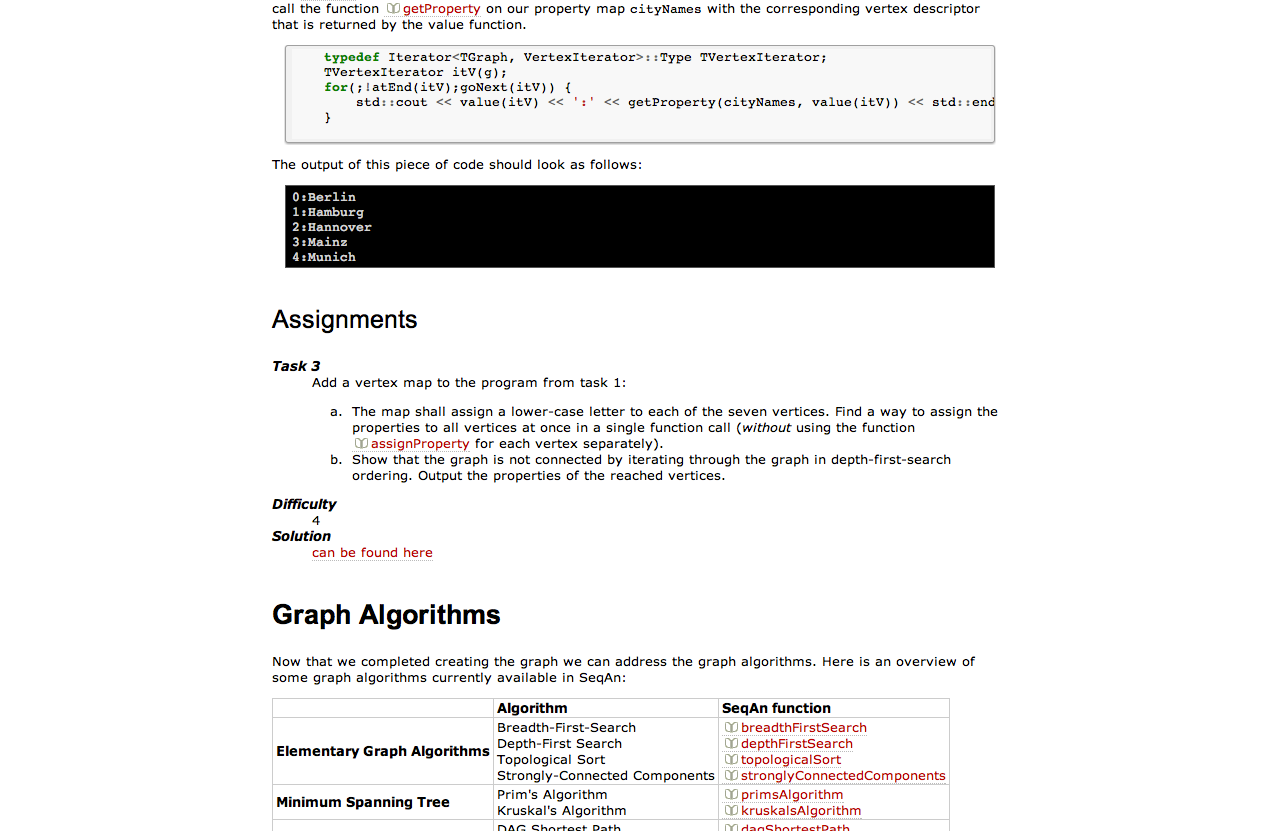 call the function getProperty on our property map cityNames with the corresponding vertex descriptor
that is returned by the value function.
typedef Iterator<TGraph, VertexIterator>::Type TVertexIterator;
TVertexIterator itV(g);
for(;!atEnd(itV);goNext(itV)) {
    std::cout << value(itV) << ':' << getProperty(cityNames, value(itV)) << std::end
}
The output of this piece of code should look as follows:
0:Berlin
1:Hamburg
2:Hannover
3:Mainz
4:Munich
Assignments
Task 3
Add a vertex map to the program from task 1:
a. The map shall assign a lower-case letter to each of the seven vertices. Find a way to assign the
properties to all vertices at once in a single function call (without using the function
assignProperty for each vertex separately).
b. Show that the graph is not connected by iterating through the graph in depth-first-search
ordering. Output the properties of the reached vertices.
Difficulty
4
Solution
can be found here
Graph Algorithms
Now that we completed creating the graph we can address the graph algorithms. Here is an overview of
some graph algorithms currently available in SeqAn:
Algorithm SeqAn function
Elementary Graph Algorithms
Breadth-First-Search breadthFirstSearch
Depth-First Search depthFirstSearch
Topological Sort topologicalSort
Strongly-Connected Components stronglyConnectedComponents
Minimum Spanning Tree
Prim's Algorithm primsAlgorithm
Kruskal's Algorithm kruskalsAlgorithm
DAG Shortest Path dagShortestPath